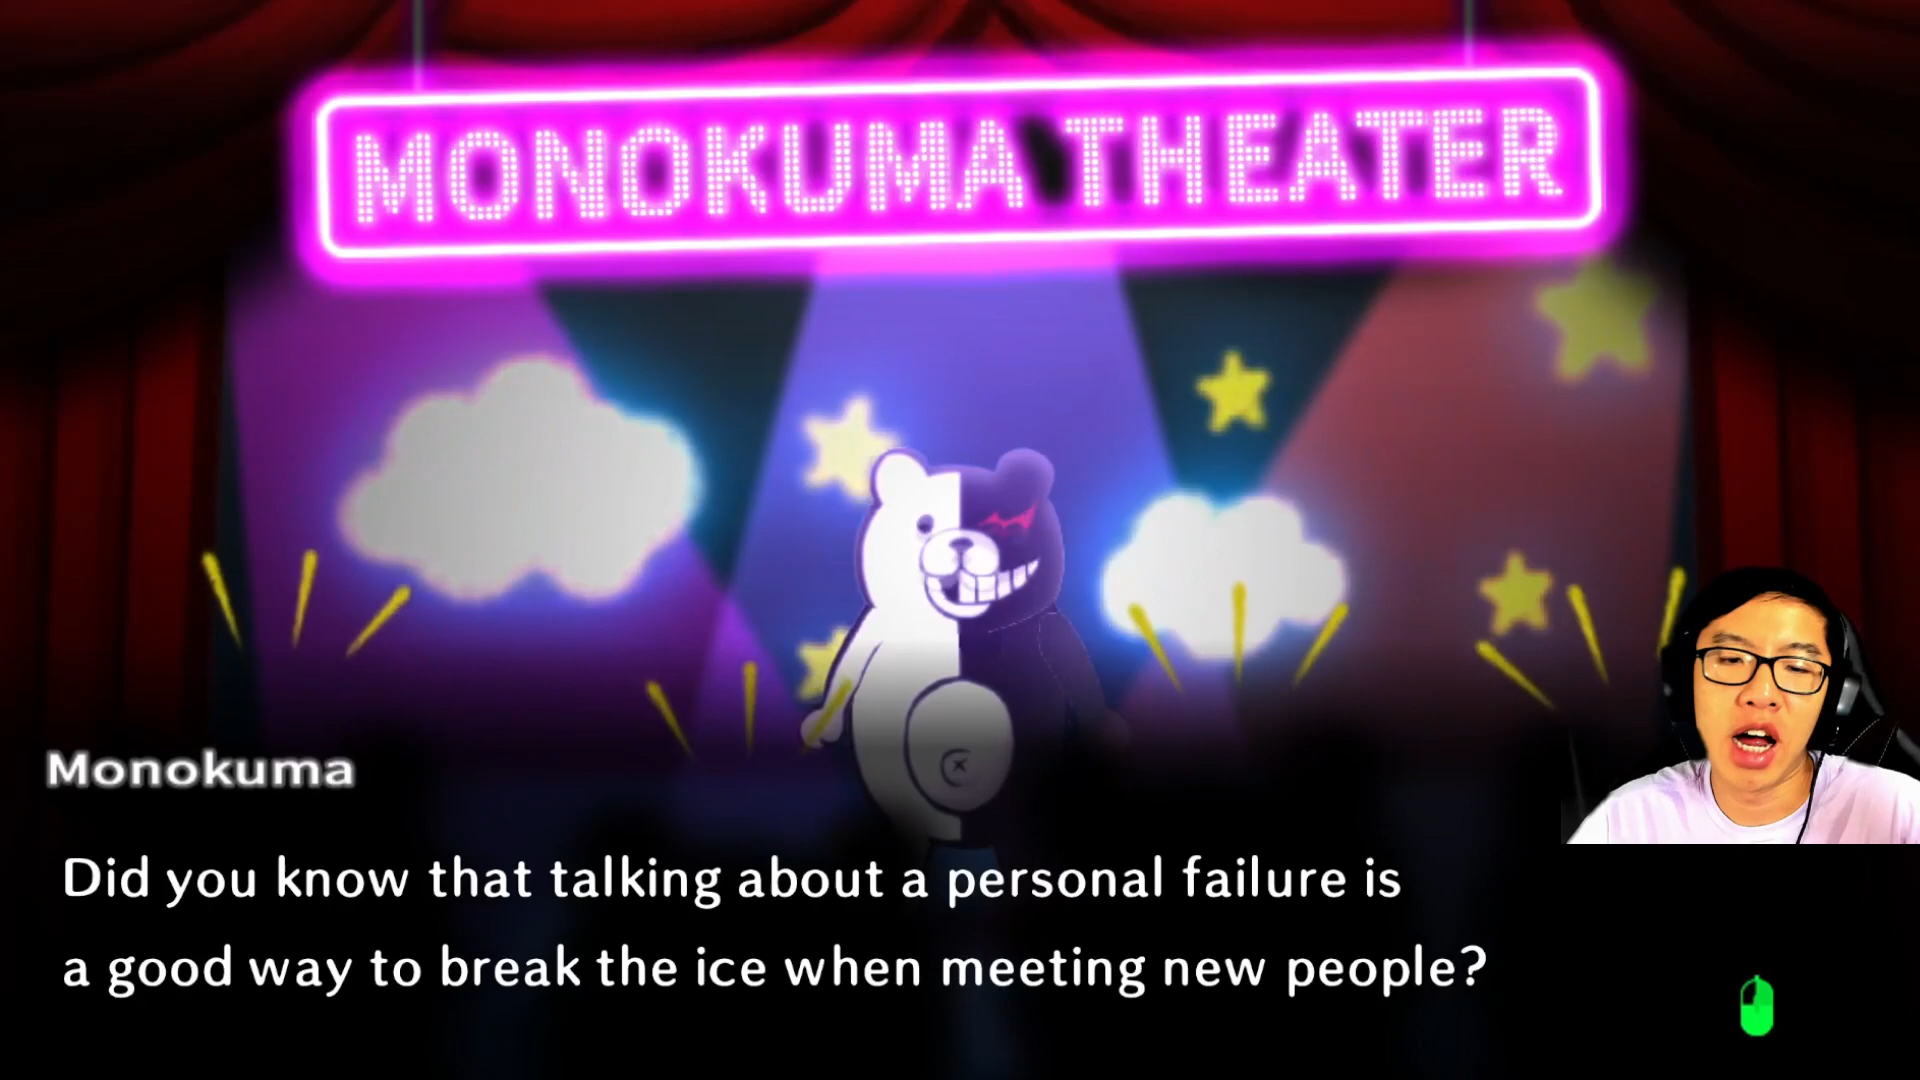 MONOKUMA THEATER
Monokuma
Did you know that talking about a personal failure is
a good way to break the ice when meeting new people?